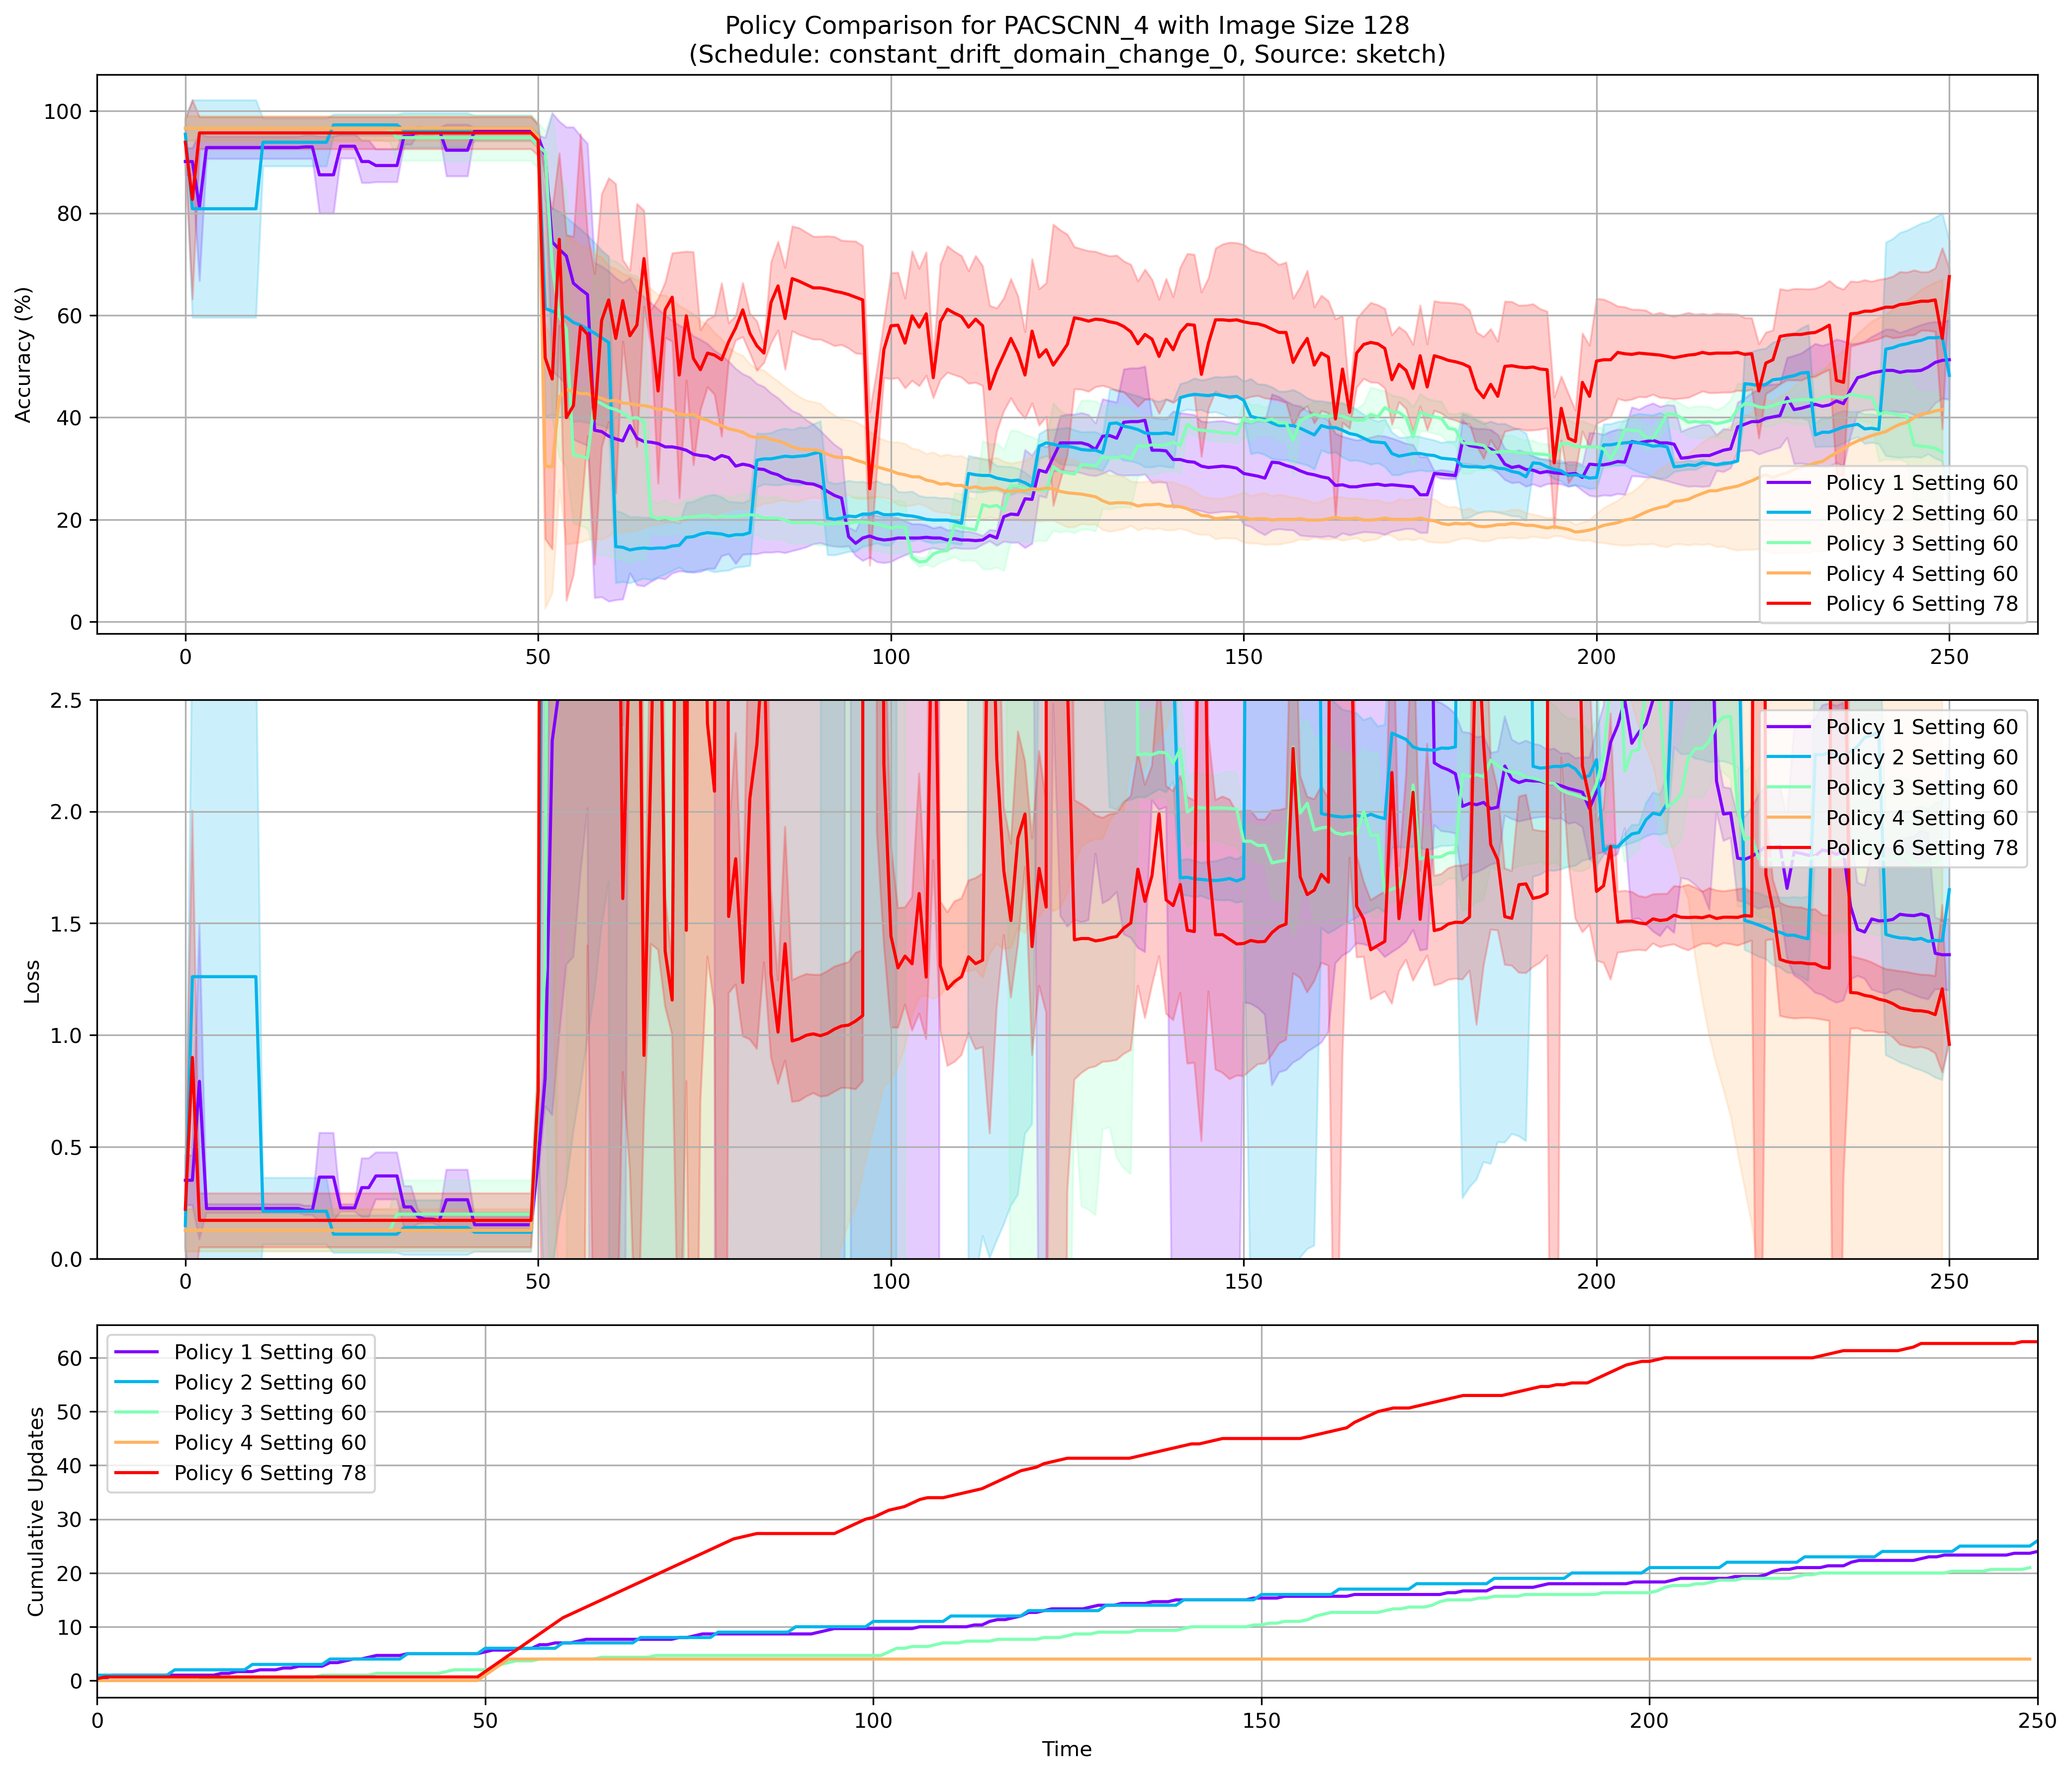 Policy Comparison for PACSCNN_4 with Image Size 128
(Schedule: constant_drift_domain_change_0, Source: sketch)
Accuracy (%)
100
80
60
40
20
0
0 50 100 150 200 250
Policy 1 Setting 60
Policy 2 Setting 60
Policy 3 Setting 60
Policy 4 Setting 60
Policy 6 Setting 78
Loss
2.5
2.0
1.5
1.0
0.5
0.0
0 50 100 150 200 250
Policy 1 Setting 60
Policy 2 Setting 60
Policy 3 Setting 60
Policy 4 Setting 60
Policy 6 Setting 78
Cumulative Updates
60
50
40
30
20
10
0
0 50 100 150 200 250
Policy 1 Setting 60
Policy 2 Setting 60
Policy 3 Setting 60
Policy 4 Setting 60
Policy 6 Setting 78
Time